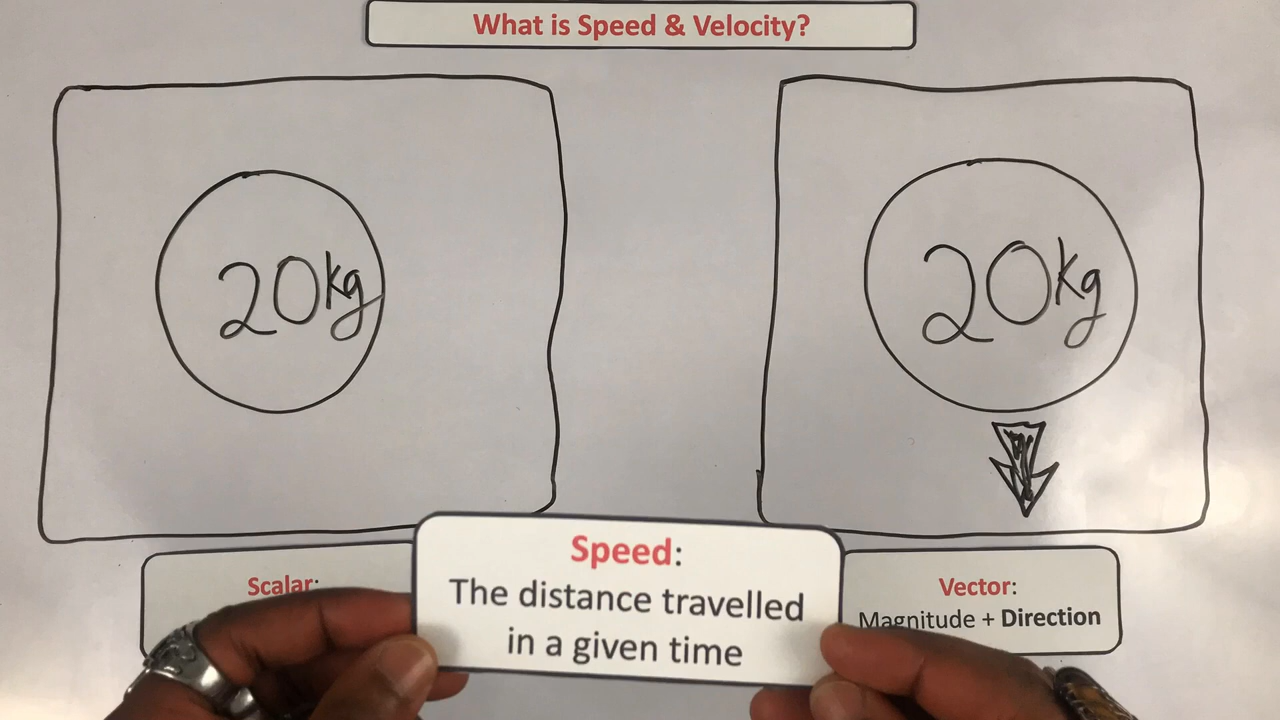 What is Speed & Velocity?
20kg
20kg
Scalar:
Speed:
The distance travelled
in a given time
Vector:
Magnitude + Direction